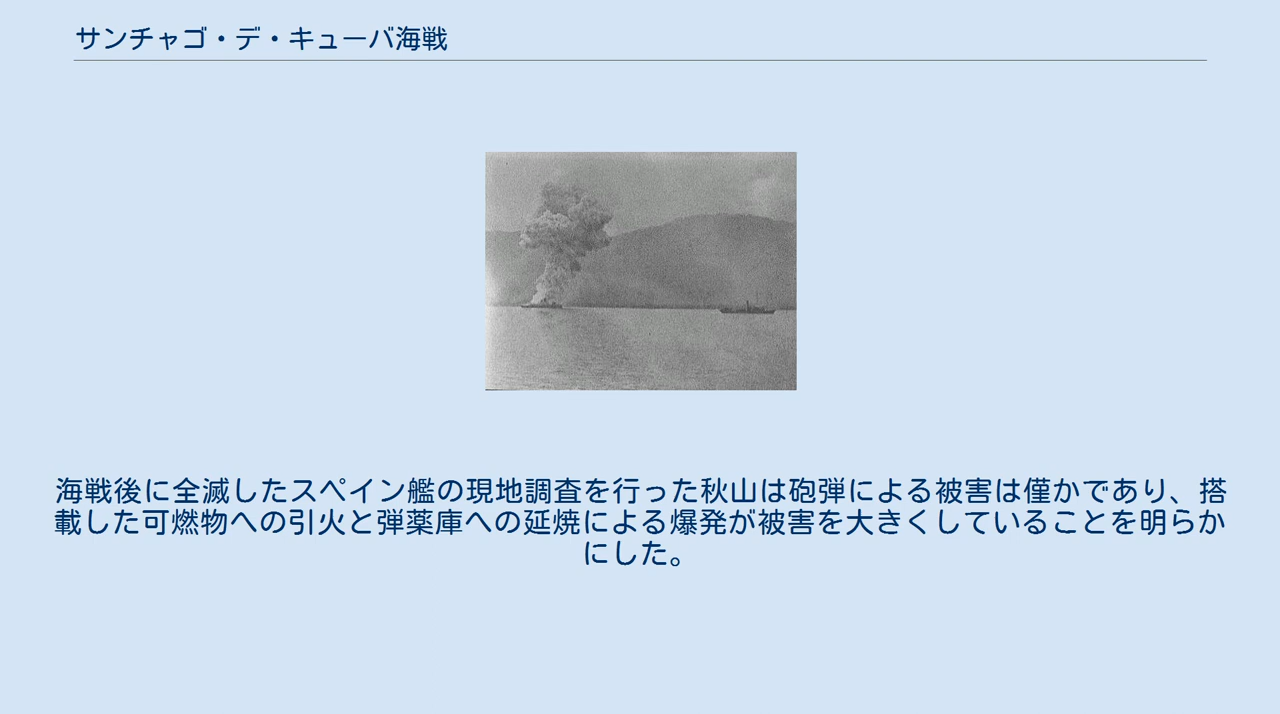 サンチャゴ・デ・キューバ海戦
海戦後に全滅したスペイン艦の現地調査を行った秋山は砲弾による被害は僅かであり、搭
載した可燃物への引火と弾薬庫への延焼による爆発が被害を大きくしていることを明らか
にした。